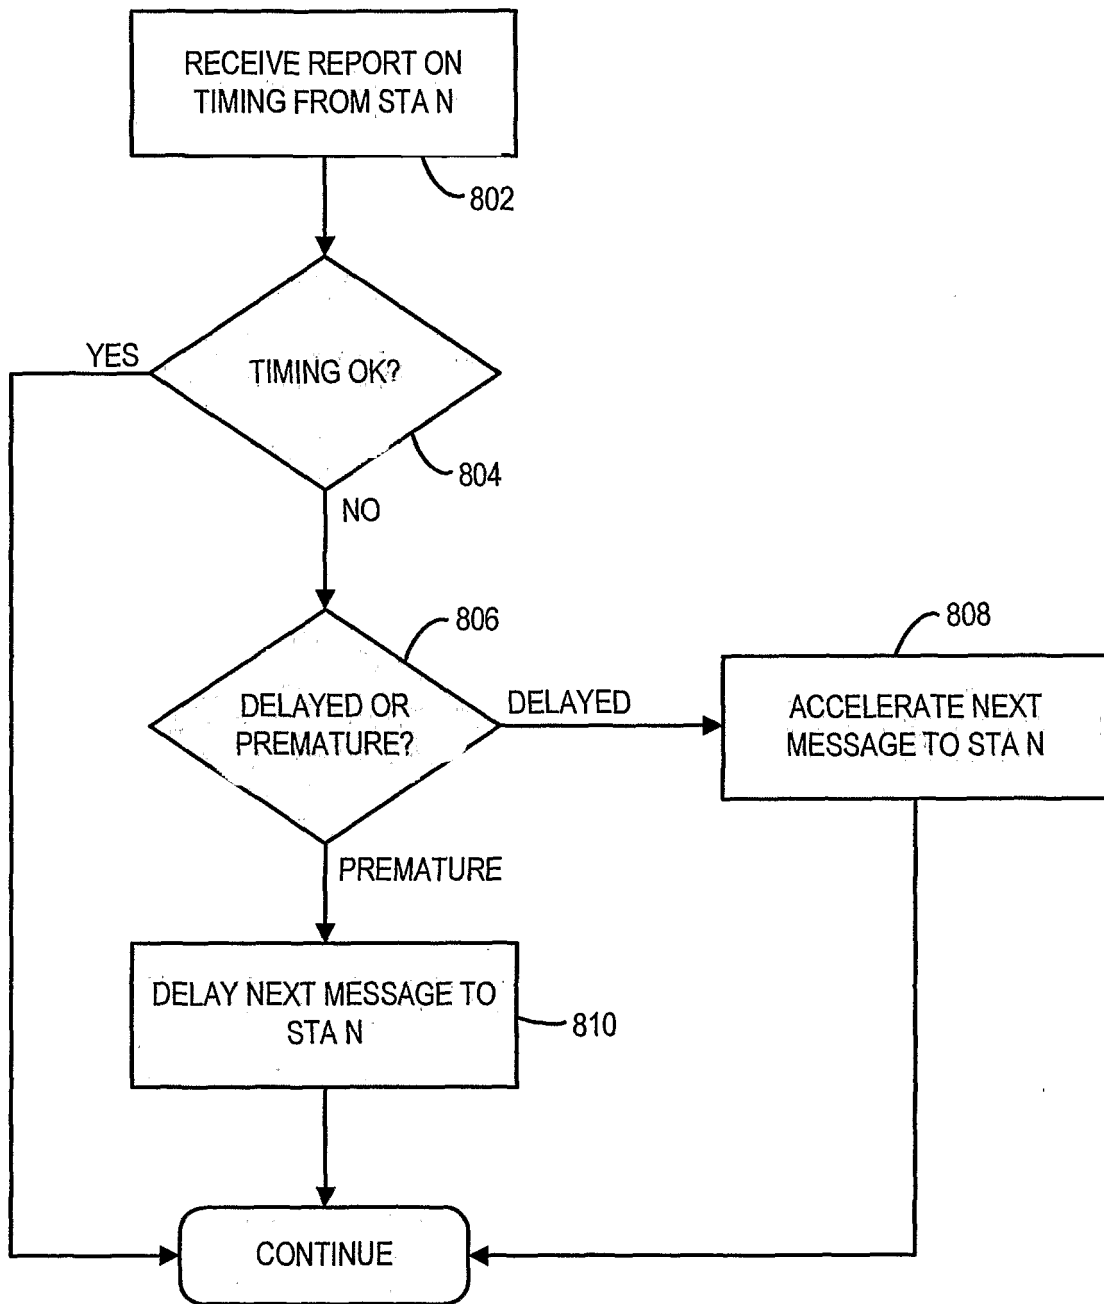 RECEIVE REPORT ON
TIMING FROM STA N
802
YES
TIMING OK?
804
NO
806
808
DELAYED OR
PREMATURE?
DELAYED
ACCELERATE NEXT
MESSAGE TO STA N
PREMATURE
DELAY NEXT MESSAGE TO
STA N
810
CONTINUE